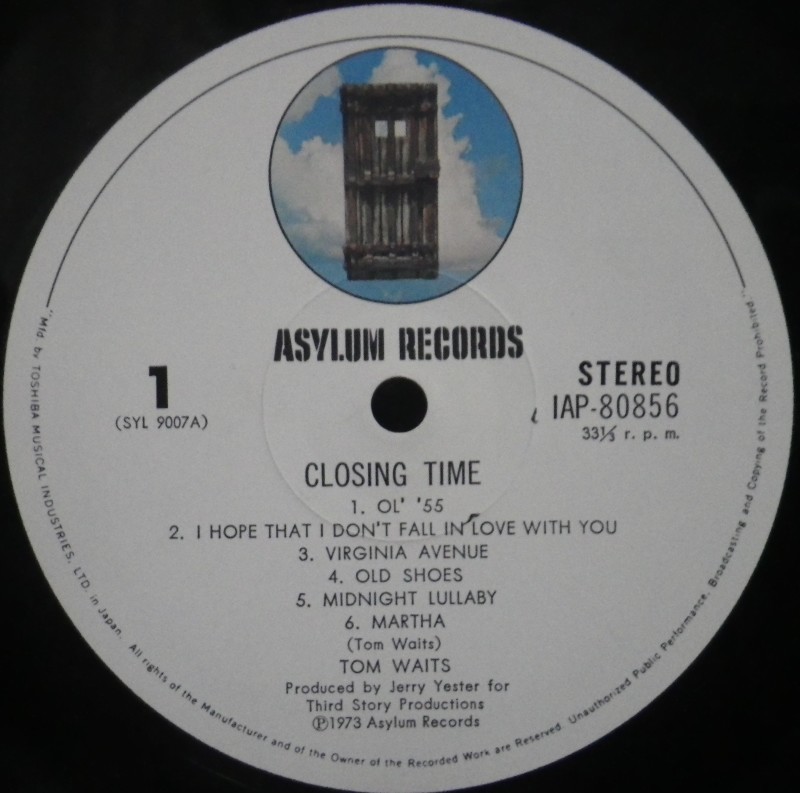 ASYLUM RECORDS
1
(SYL 9007A)
STEREO
IAP-80856
33⅓ r. p. m.
CLOSING TIME
1. OL' '55
2. I HOPE THAT I DON'T FALL IN LOVE WITH YOU
3. VIRGINIA AVENUE
4. OLD SHOES
5. MIDNIGHT LULLABY
6. MARTHA
(Tom Waits)
TOM WAITS
Produced by Jerry Yester for
Third Story Productions
℗1973 Asylum Records
"Mfd. by TOSHIBA MUSICAL INDUSTRIES, LTD. in Japan. All rights of the Manufacturer and of the Owner of the Recorded Work are Reserved. Unauthorized Public Performance, Broadcasting and Copying of the Record Prohibited."